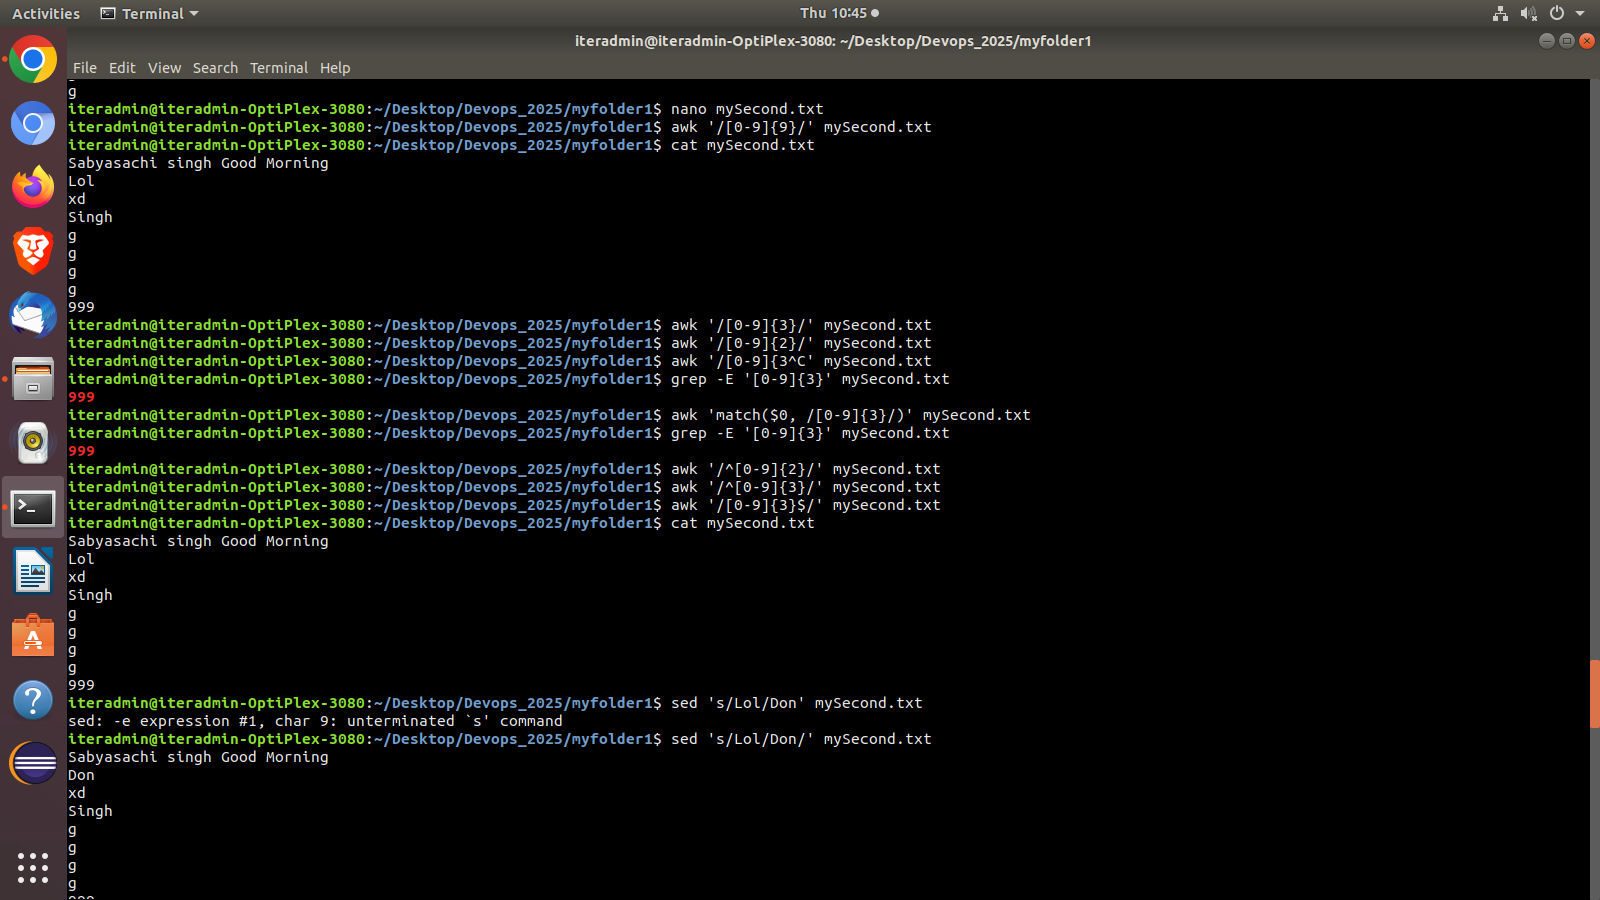 Activities Terminal Thu 10:45
iteradmin@iteradmin-OptiPlex-3080: ~/Desktop/Devops_2025/myfolder1
File Edit View Search Terminal Help
g
iteradmin@iteradmin-OptiPlex-3080:~/Desktop/Devops_2025/myfolder1$ nano mySecond.txt
iteradmin@iteradmin-OptiPlex-3080:~/Desktop/Devops_2025/myfolder1$ awk '/[0-9]{9}/' mySecond.txt
iteradmin@iteradmin-OptiPlex-3080:~/Desktop/Devops_2025/myfolder1$ cat mySecond.txt
Sabyasachi singh Good Morning
Lol
xd
Singh
g
g
g
g
999
iteradmin@iteradmin-OptiPlex-3080:~/Desktop/Devops_2025/myfolder1$ awk '/[0-9]{3}/' mySecond.txt
iteradmin@iteradmin-OptiPlex-3080:~/Desktop/Devops_2025/myfolder1$ awk '/[0-9]{2}/' mySecond.txt
iteradmin@iteradmin-OptiPlex-3080:~/Desktop/Devops_2025/myfolder1$ awk '/[0-9]{3^C' mySecond.txt
iteradmin@iteradmin-OptiPlex-3080:~/Desktop/Devops_2025/myfolder1$ grep -E '[0-9]{3}' mySecond.txt
999
iteradmin@iteradmin-OptiPlex-3080:~/Desktop/Devops_2025/myfolder1$ awk 'match($0, /[0-9]{3}/)' mySecond.txt
iteradmin@iteradmin-OptiPlex-3080:~/Desktop/Devops_2025/myfolder1$ grep -E '[0-9]{3}' mySecond.txt
999
iteradmin@iteradmin-OptiPlex-3080:~/Desktop/Devops_2025/myfolder1$ awk '/^[0-9]{2}/' mySecond.txt
iteradmin@iteradmin-OptiPlex-3080:~/Desktop/Devops_2025/myfolder1$ awk '/^[0-9]{3}/' mySecond.txt
iteradmin@iteradmin-OptiPlex-3080:~/Desktop/Devops_2025/myfolder1$ awk '/[0-9]{3}$/' mySecond.txt
iteradmin@iteradmin-OptiPlex-3080:~/Desktop/Devops_2025/myfolder1$ cat mySecond.txt
Sabyasachi singh Good Morning
Lol
xd
Singh
g
g
g
g
999
iteradmin@iteradmin-OptiPlex-3080:~/Desktop/Devops_2025/myfolder1$ sed 's/Lol/Don' mySecond.txt
sed: -e expression #1, char 9: unterminated `s' command
iteradmin@iteradmin-OptiPlex-3080:~/Desktop/Devops_2025/myfolder1$ sed 's/Lol/Don/' mySecond.txt
Sabyasachi singh Good Morning
Don
xd
Singh
g
g
g
g